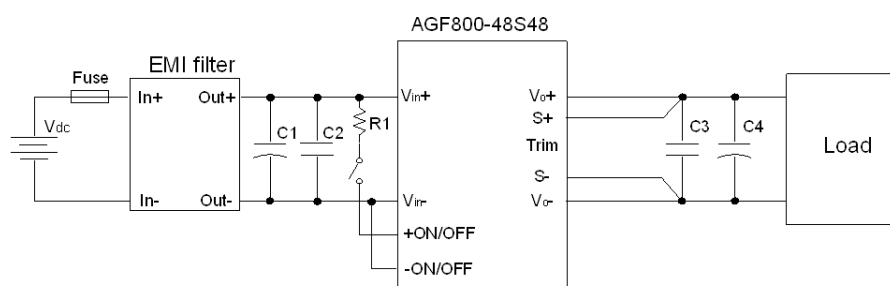 AGF800-48S48
EMI filter
Fuse
In+
Out+
Vin+
Vo+
S+
Vdc
C1
C2
R1
C3
C4
Trim
Load
S-
In-
Out-
Vin-
Vo-
+ON/OFF
-ON/OFF